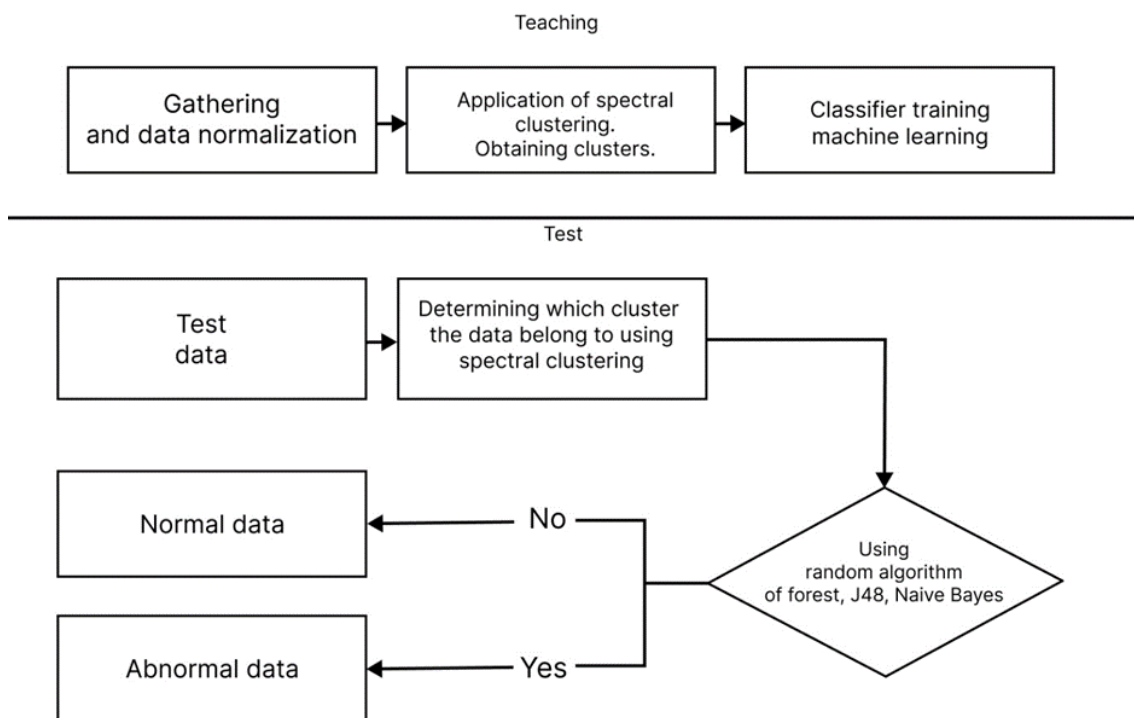 Teaching
Gathering
and data normalization
Application of spectral
clustering.
Obtaining clusters.
Classifier training
machine learning
Test
Test
data
Determining which cluster
the data belong to using
spectral clustering
Normal data
No
Using
random algorithm
of forest, J48, Naive Bayes
Abnormal data
Yes